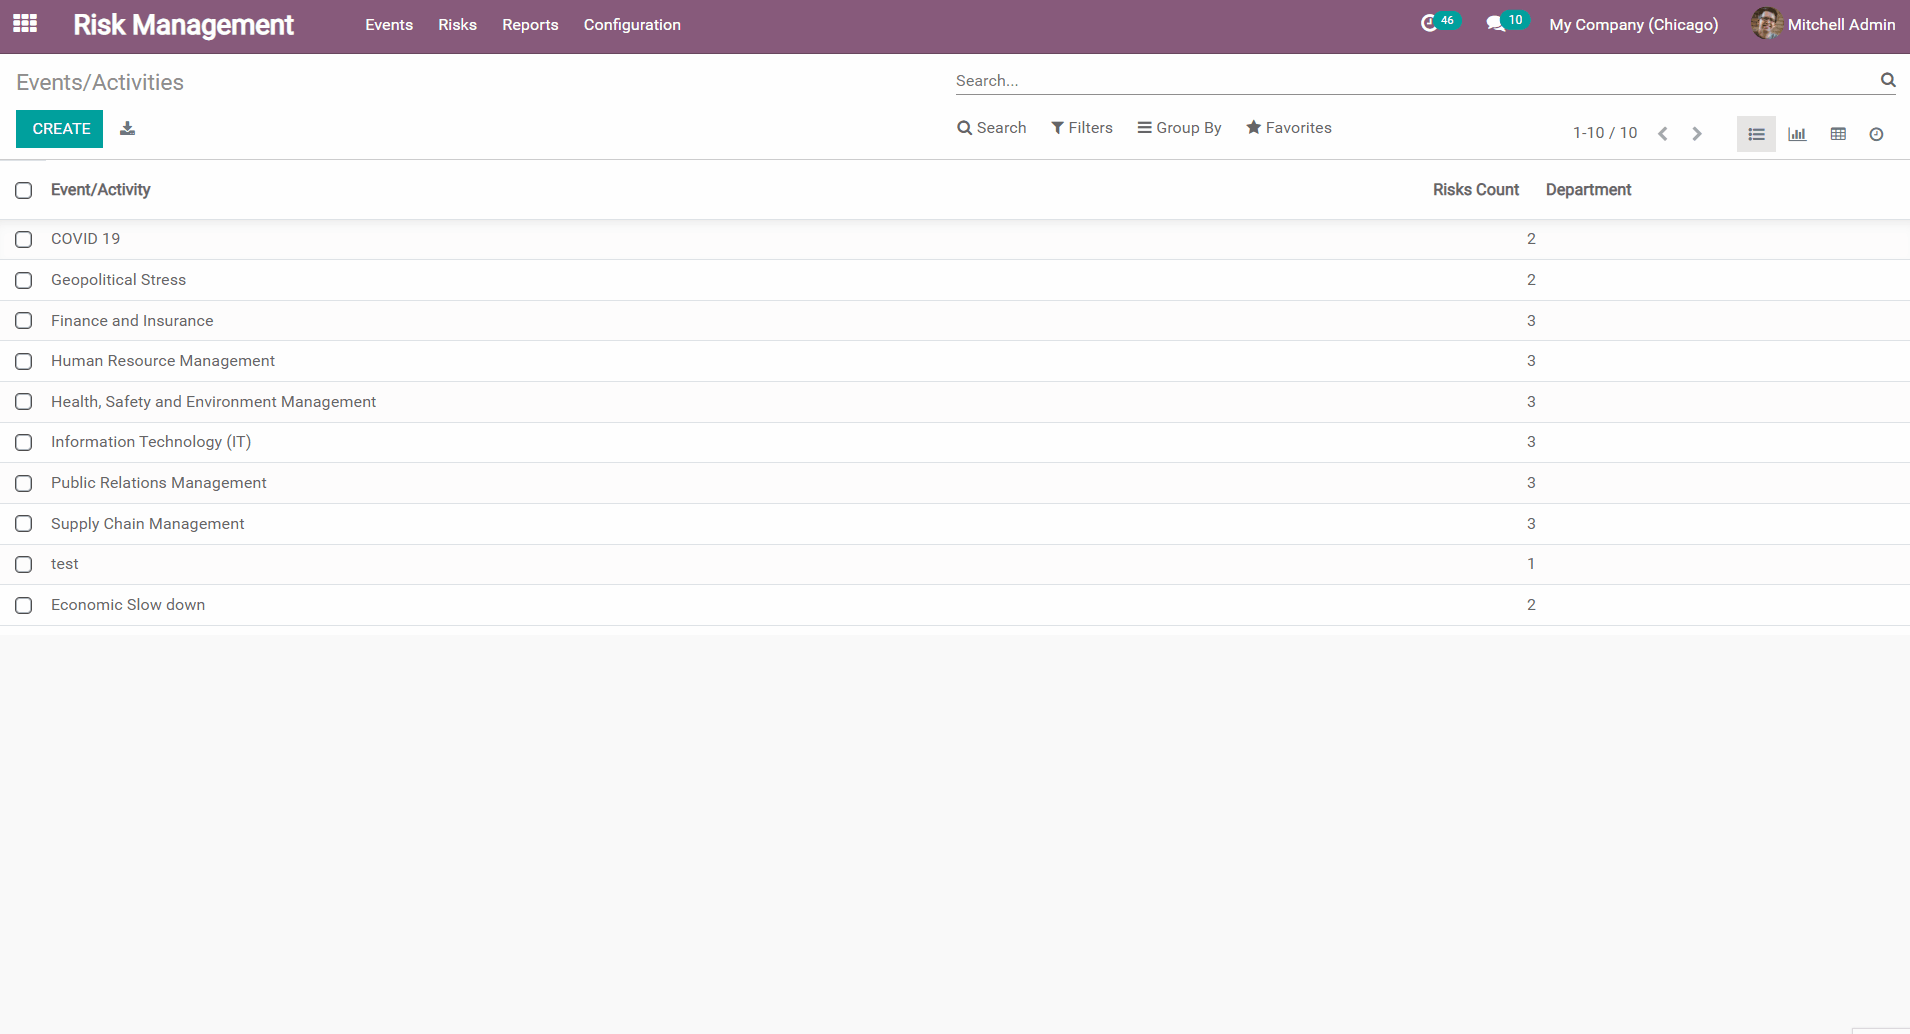 Risk Management Events Risks Reports Configuration 46 10 My Company (Chicago) Mitchell Admin
Events/Activities Search...
CREATE Search Filters Group By Favorites 1-10 / 10
Event/Activity Risks Count Department
COVID 19 2
Geopolitical Stress 2
Finance and Insurance 3
Human Resource Management 3
Health, Safety and Environment Management 3
Information Technology (IT) 3
Public Relations Management 3
Supply Chain Management 3
test 1
Economic Slow down 2